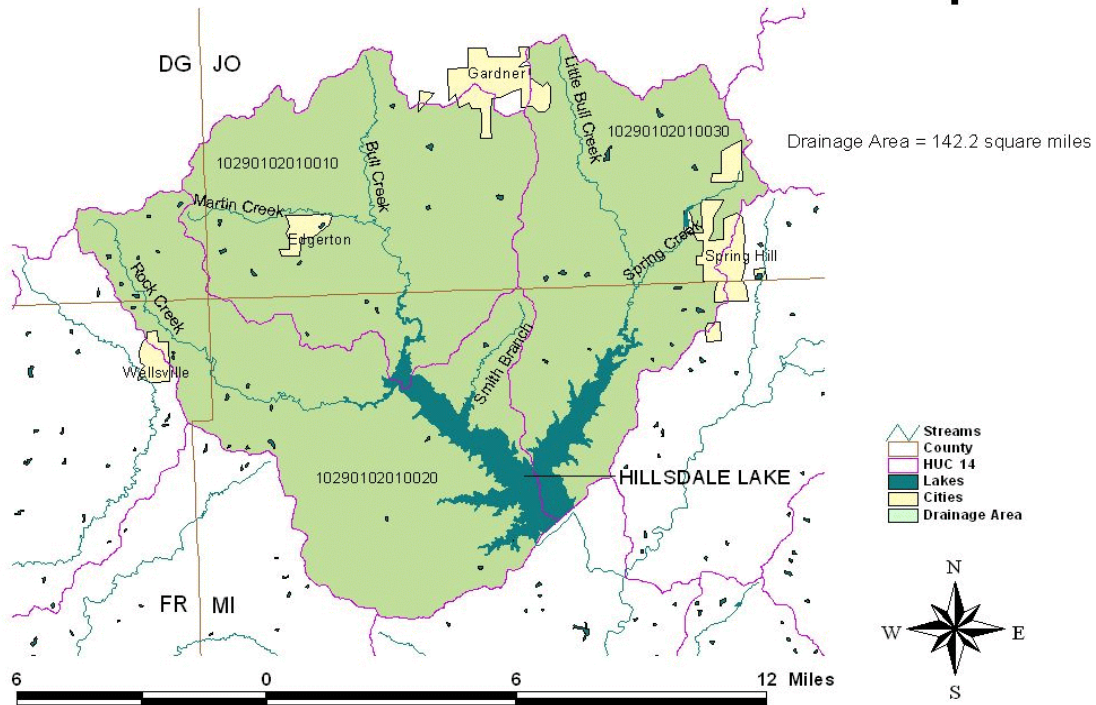 DG JO
Gardner
Little Bull Creek
10290102010030
Drainage Area = 142.2 square miles
10290102010010
Bull Creek
Martin Creek
Edgerton
Spring Creek
Spring Hill
Rock Creek
Smith Branch
Wellsville
10290102010020
HILLSDALE LAKE
Streams
County
HUC 14
Lakes
Cities
Drainage Area
FR MI
N
W E
S
6 0 6 12 Miles